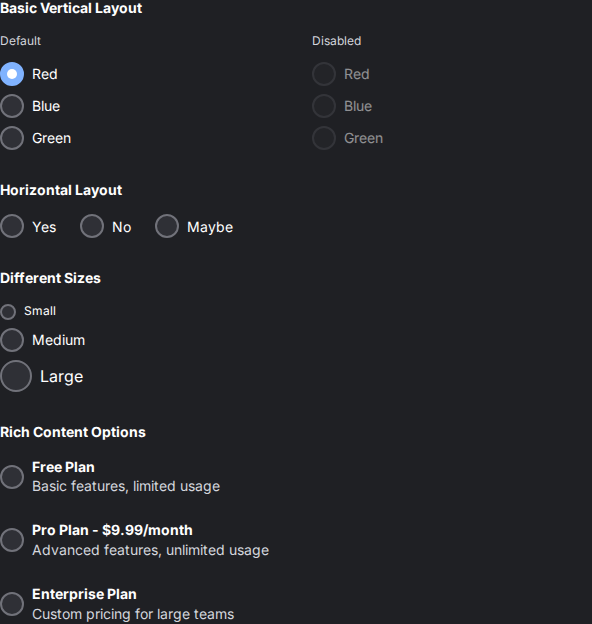 Basic Vertical Layout
Default
Red
Blue
Green
Disabled
Red
Blue
Green
Horizontal Layout
Yes No Maybe
Different Sizes
Small
Medium
Large
Rich Content Options
Free Plan
Basic features, limited usage
Pro Plan - $9.99/month
Advanced features, unlimited usage
Enterprise Plan
Custom pricing for large teams